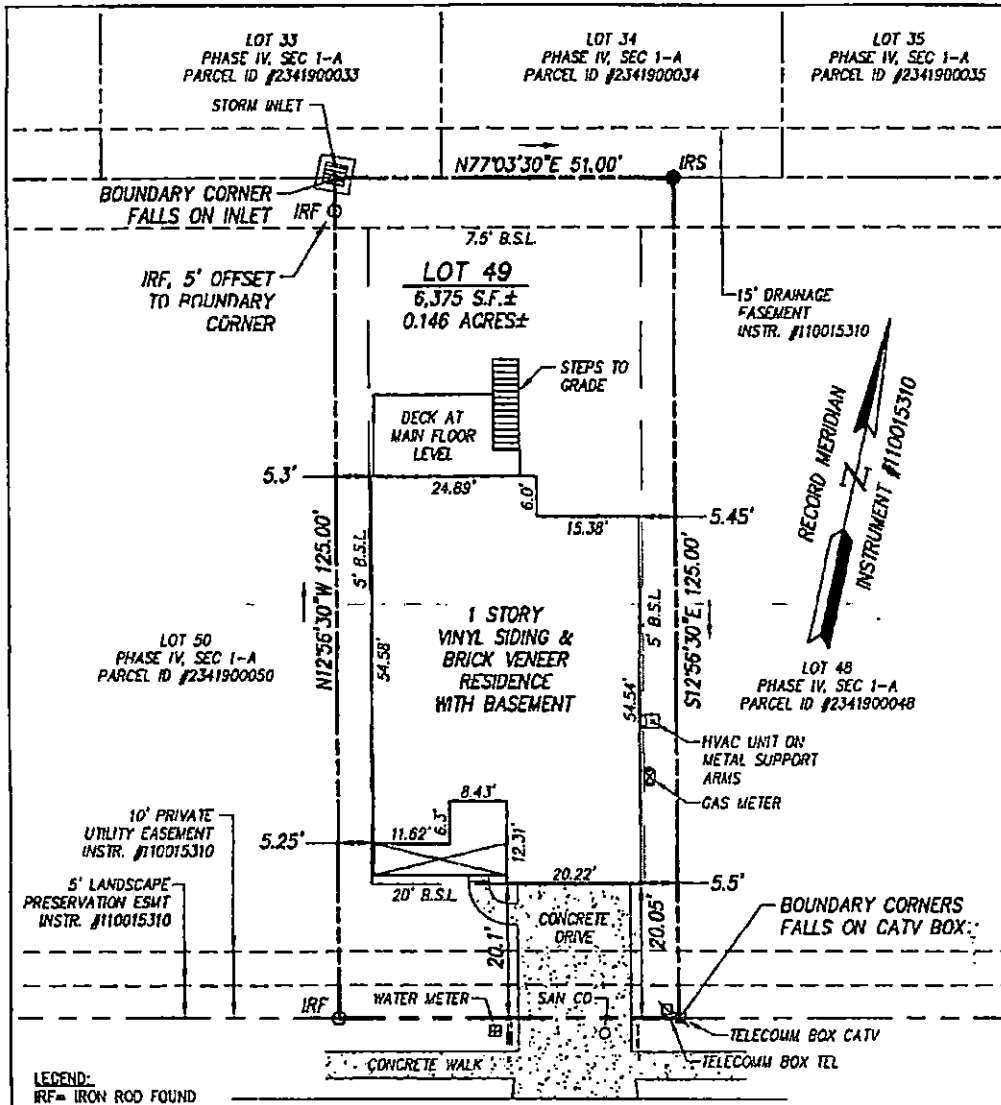 LOT 33
PHASE IV, SEC 1-A
PARCEL ID #2341900033
LOT 34
PHASE IV, SEC 1-A
PARCEL ID #2341900034
LOT 35
PHASE IV, SEC 1-A
PARCEL ID #2341900035
STORM INLET
N77°03'30"E 51.00'
IRS
BOUNDARY CORNER
FALLS ON INLET
IRF
7.5' B.S.L.
IRF, 5' OFFSET
TO BOUNDARY
CORNER
LOT 49
6,375 S.F.±
0.146 ACRES±
15' DRAINAGE
EASEMENT
INSTR. #110015310
STEPS TO
GRADE
DECK AT
MAIN FLOOR
LEVEL
RECORD MERIDIAN
N
INSTRUMENT #110015310
5.3'
24.89'
6.0'
15.38'
5.45'
N12°56'30"W 125.00'
5' B.S.L.
54.58'
1 STORY
VINYL SIDING &
BRICK VENEER
RESIDENCE
WITH BASEMENT
54.54'
5' B.S.L.
S12°56'30"E 125.00'
LOT 50
PHASE IV, SEC 1-A
PARCEL ID #2341900050
LOT 48
PHASE IV, SEC 1-A
PARCEL ID #2341900048
HVAC UNIT ON
METAL SUPPORT
ARMS
GAS METER
10' PRIVATE
UTILITY EASEMENT
INSTR. #110015310
8.43'
6.3'
11.62'
12.31'
5.25'
5' LANDSCAPE
PRESERVATION ESMT
INSTR. #110015310
20' B.S.L.
20.22'
5.5'
CONCRETE
DRIVE
20.1'
20.05'
BOUNDARY CORNERS
FALLS ON CATV BOX
IRF
WATER METER
SAN CO
TELECOMM BOX CATV
TELECOMM BOX TEL
CONCRETE WALK
LEGEND:
IRF= IRON ROD FOUND